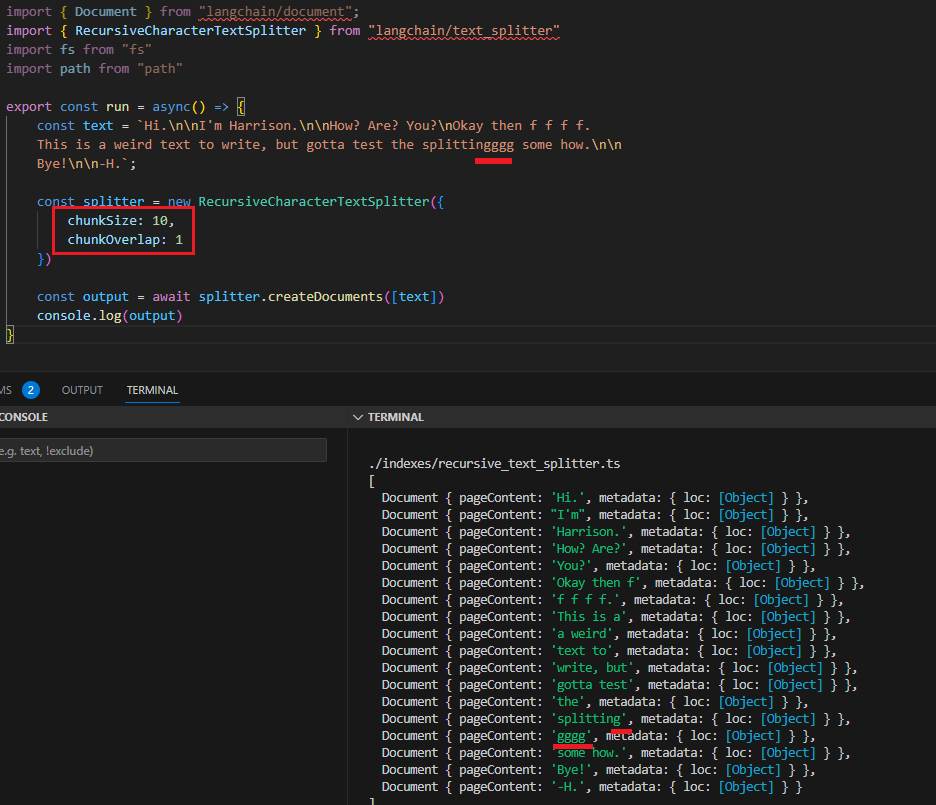 import { Document } from "langchain/document";
import { RecursiveCharacterTextSplitter } from "langchain/text_splitter"
import fs from "fs"
import path from "path"
export const run = async() => {
const text = `Hi.\n\nI'm Harrison.\n\nHow? Are? You?\nOkay then f f f f.
This is a weird text to write, but gotta test the splittingggg some how.\n\n
Bye!\n\n-H.`;
const splitter = new RecursiveCharacterTextSplitter({
chunkSize: 10,
chunkOverlap: 1
})
const output = await splitter.createDocuments([text])
console.log(output)
}
MS 2 OUTPUT TERMINAL
CONSOLE
TERMINAL
e.g. text, !exclude)
./indexes/recursive_text_splitter.ts
[
Document { pageContent: 'Hi.', metadata: { loc: [Object] } },
Document { pageContent: "I'm", metadata: { loc: [Object] } },
Document { pageContent: 'Harrison.', metadata: { loc: [Object] } },
Document { pageContent: 'How? Are?', metadata: { loc: [Object] } },
Document { pageContent: 'You?', metadata: { loc: [Object] } },
Document { pageContent: 'Okay then f', metadata: { loc: [Object] } },
Document { pageContent: 'f f f f.', metadata: { loc: [Object] } },
Document { pageContent: 'This is a', metadata: { loc: [Object] } },
Document { pageContent: 'a weird', metadata: { loc: [Object] } },
Document { pageContent: 'text to', metadata: { loc: [Object] } },
Document { pageContent: 'write, but', metadata: { loc: [Object] } },
Document { pageContent: 'gotta test', metadata: { loc: [Object] } },
Document { pageContent: 'the', metadata: { loc: [Object] } },
Document { pageContent: 'splitting', metadata: { loc: [Object] } },
Document { pageContent: 'gggg', metadata: { loc: [Object] } },
Document { pageContent: 'some how.', metadata: { loc: [Object] } },
Document { pageContent: 'Bye!', metadata: { loc: [Object] } },
Document { pageContent: '-H.', metadata: { loc: [Object] } }
]